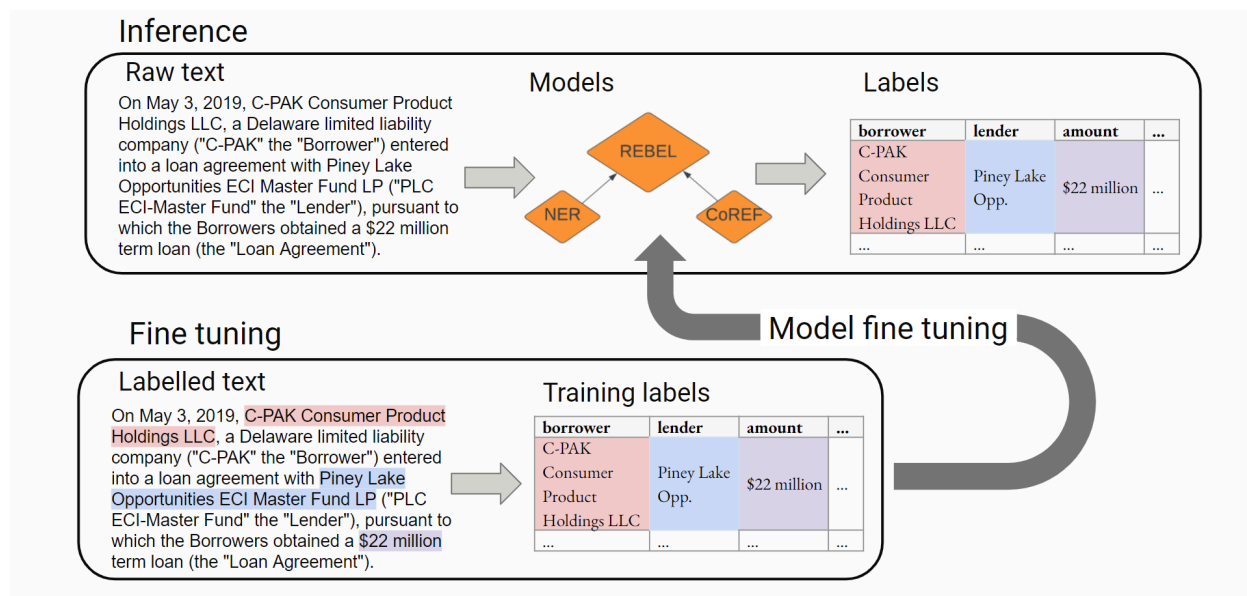 Inference
Raw text
On May 3, 2019, C-PAK Consumer Product
Holdings LLC, a Delaware limited liability
company ("C-PAK" the "Borrower") entered
into a loan agreement with Piney Lake
Opportunities ECI Master Fund LP ("PLC
ECI-Master Fund" the "Lender"), pursuant to
which the Borrowers obtained a $22 million
term loan (the "Loan Agreement").
Models
REBEL
NER
CoREF
Labels
borrower lender amount ...
C-PAK
Consumer
Product
Holdings LLC
Piney Lake
Opp.
$22 million
...
... ... ... ...
Model fine tuning
Fine tuning
Labelled text
On May 3, 2019, C-PAK Consumer Product
Holdings LLC, a Delaware limited liability
company ("C-PAK" the "Borrower") entered
into a loan agreement with Piney Lake
Opportunities ECI Master Fund LP ("PLC
ECI-Master Fund" the "Lender"), pursuant to
which the Borrowers obtained a $22 million
term loan (the "Loan Agreement").
Training labels
borrower lender amount ...
C-PAK
Consumer
Product
Holdings LLC
Piney Lake
Opp.
$22 million
...
... ... ... ...